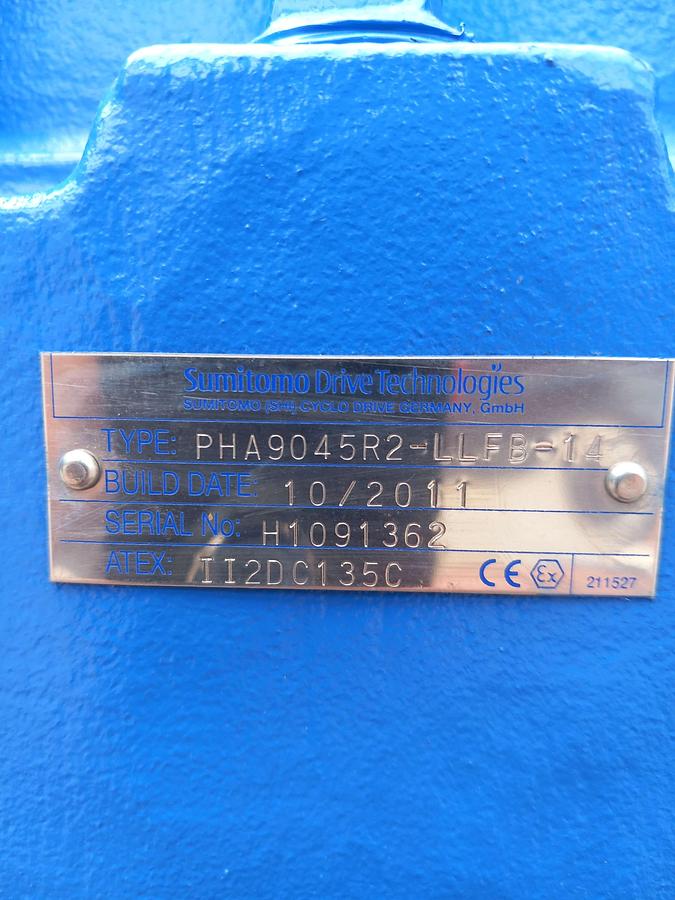 Sumitomo Drive Technologies
SUMITOMO (SHI) CYCLO DRIVE GERMANY, GmbH
TYPE: PHA9045R2-LLFB-14
BUILD DATE: 10/2011
SERIAL No: H1091362
ATEX: II2DC135C CE Ex 211527